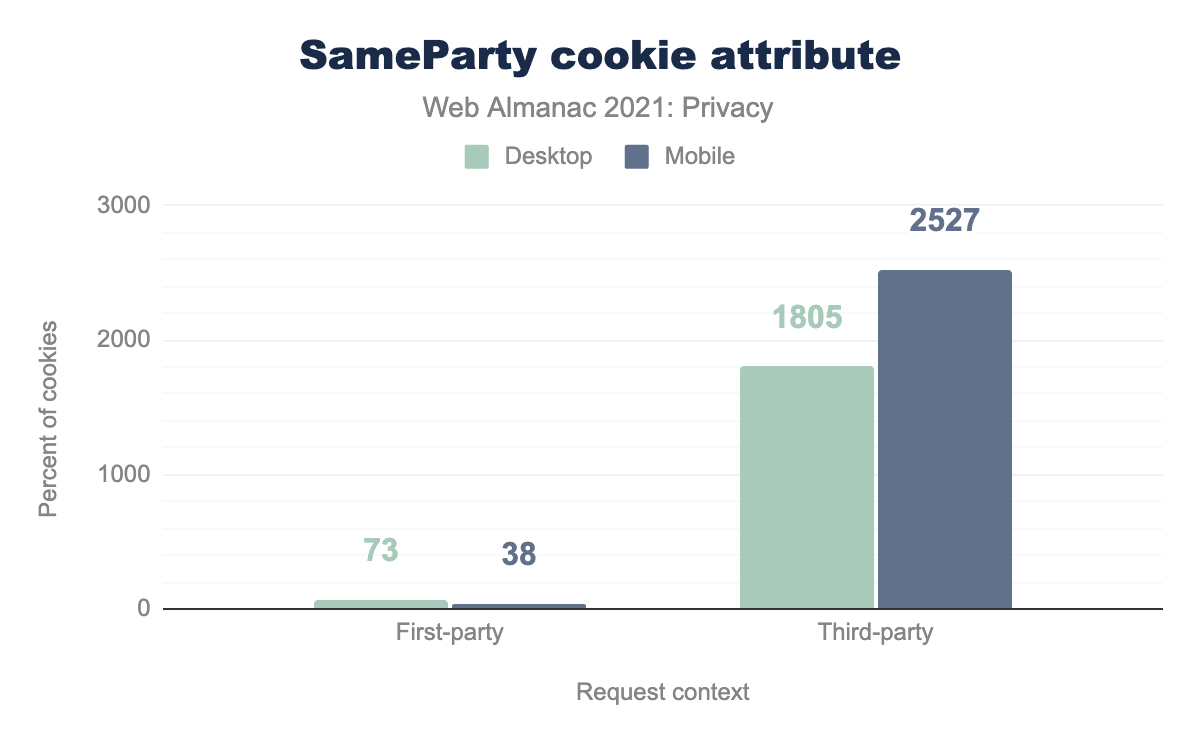 SameParty cookie attribute
Web Almanac 2021: Privacy
Desktop Mobile
Percent of cookies
3000
2000
1000
0
73
38
1805
2527
First-party Third-party
Request context